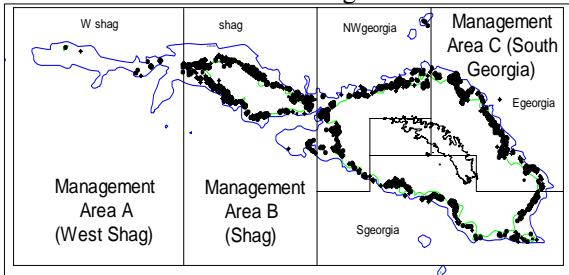 W shag
shag
NWgeorgia
Management
Area C (South
Georgia)
Egeorgia
Management
Area A
(West Shag)
Management
Area B
(Shag)
Sgeorgia